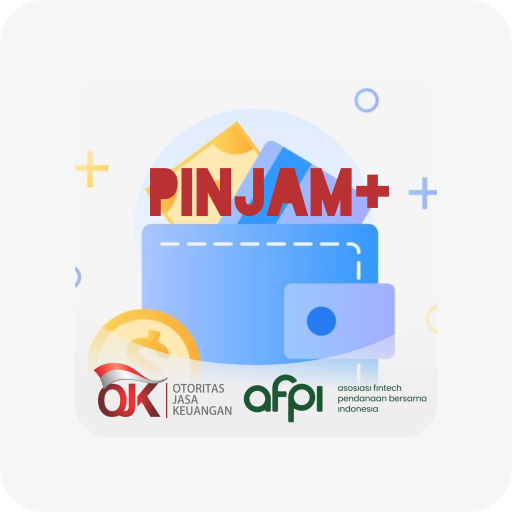 PINJAM+
OJK
OTORITAS
JASA
KEUANGAN
afpi
asosiasi fintech
pendanaan bersama
indonesia